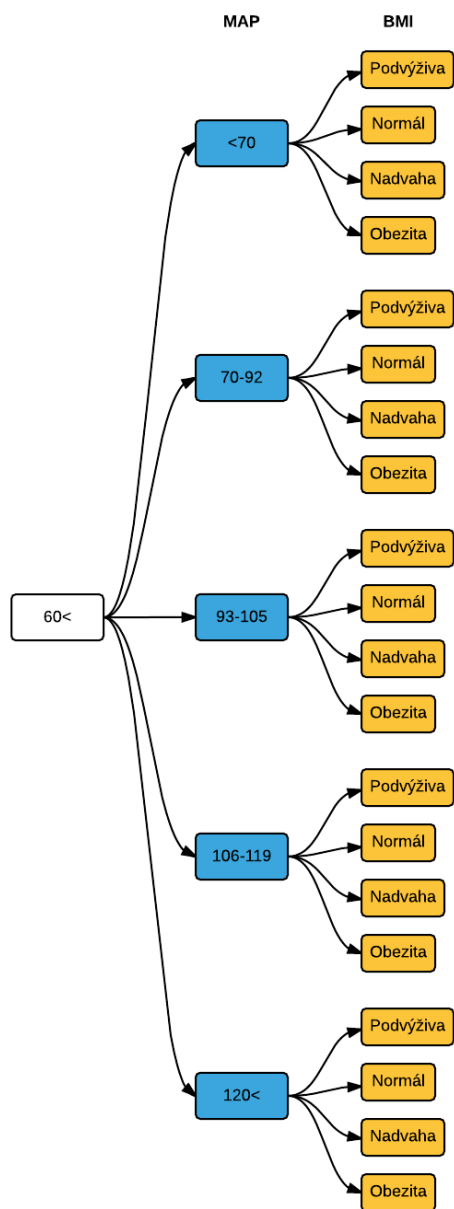 MAP BMI
Podvýživa
Normál
<70
Nadvaha
Obezita
Podvýživa
Normál
70-92
Nadvaha
Obezita
Podvýživa
Normál
60<
93-105
Nadvaha
Obezita
Podvýživa
Normál
106-119
Nadvaha
Obezita
Podvýživa
Normál
120<
Nadvaha
Obezita